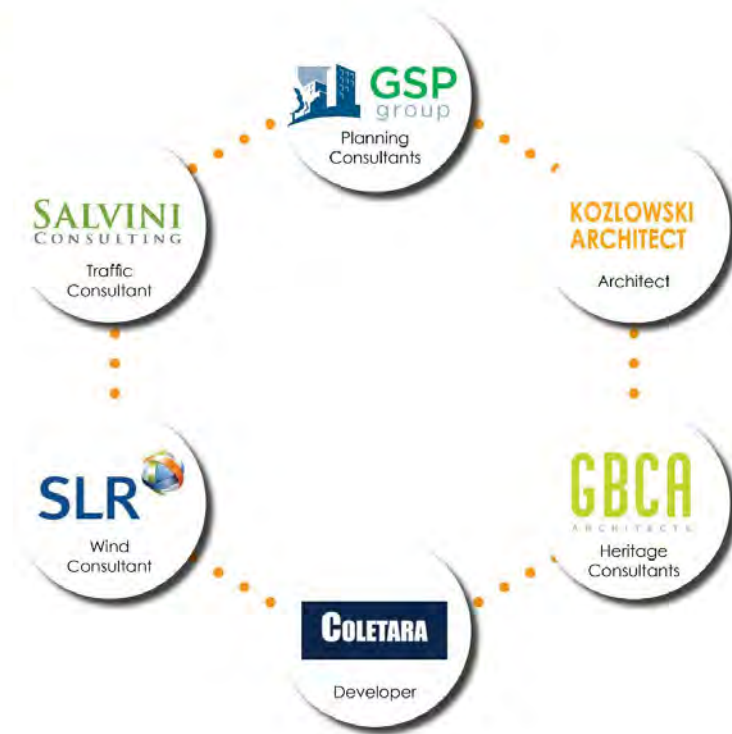 GSP
group
Planning
Consultants
KOZLOWSKI
ARCHITECT
Architect
GBCA
ARCHITECTS
Heritage
Consultants
COLETARA
Developer
SLR
Wind
Consultant
SALVINI
CONSULTING
Traffic
Consultant